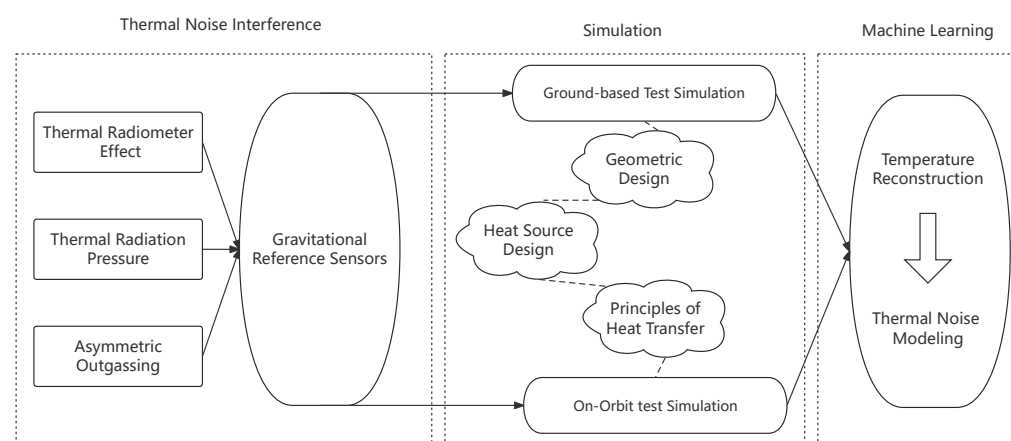 Thermal Noise Interference
Thermal Radiometer
Effect
Thermal Radiation
Pressure
Asymmetric
Outgassing
Gravitational
Reference Sensors
Simulation
Ground-based Test Simulation
Geometric
Design
Heat Source
Design
Principles of
Heat Transfer
On-Orbit test Simulation
Machine Learning
Temperature
Reconstruction
Thermal Noise
Modeling